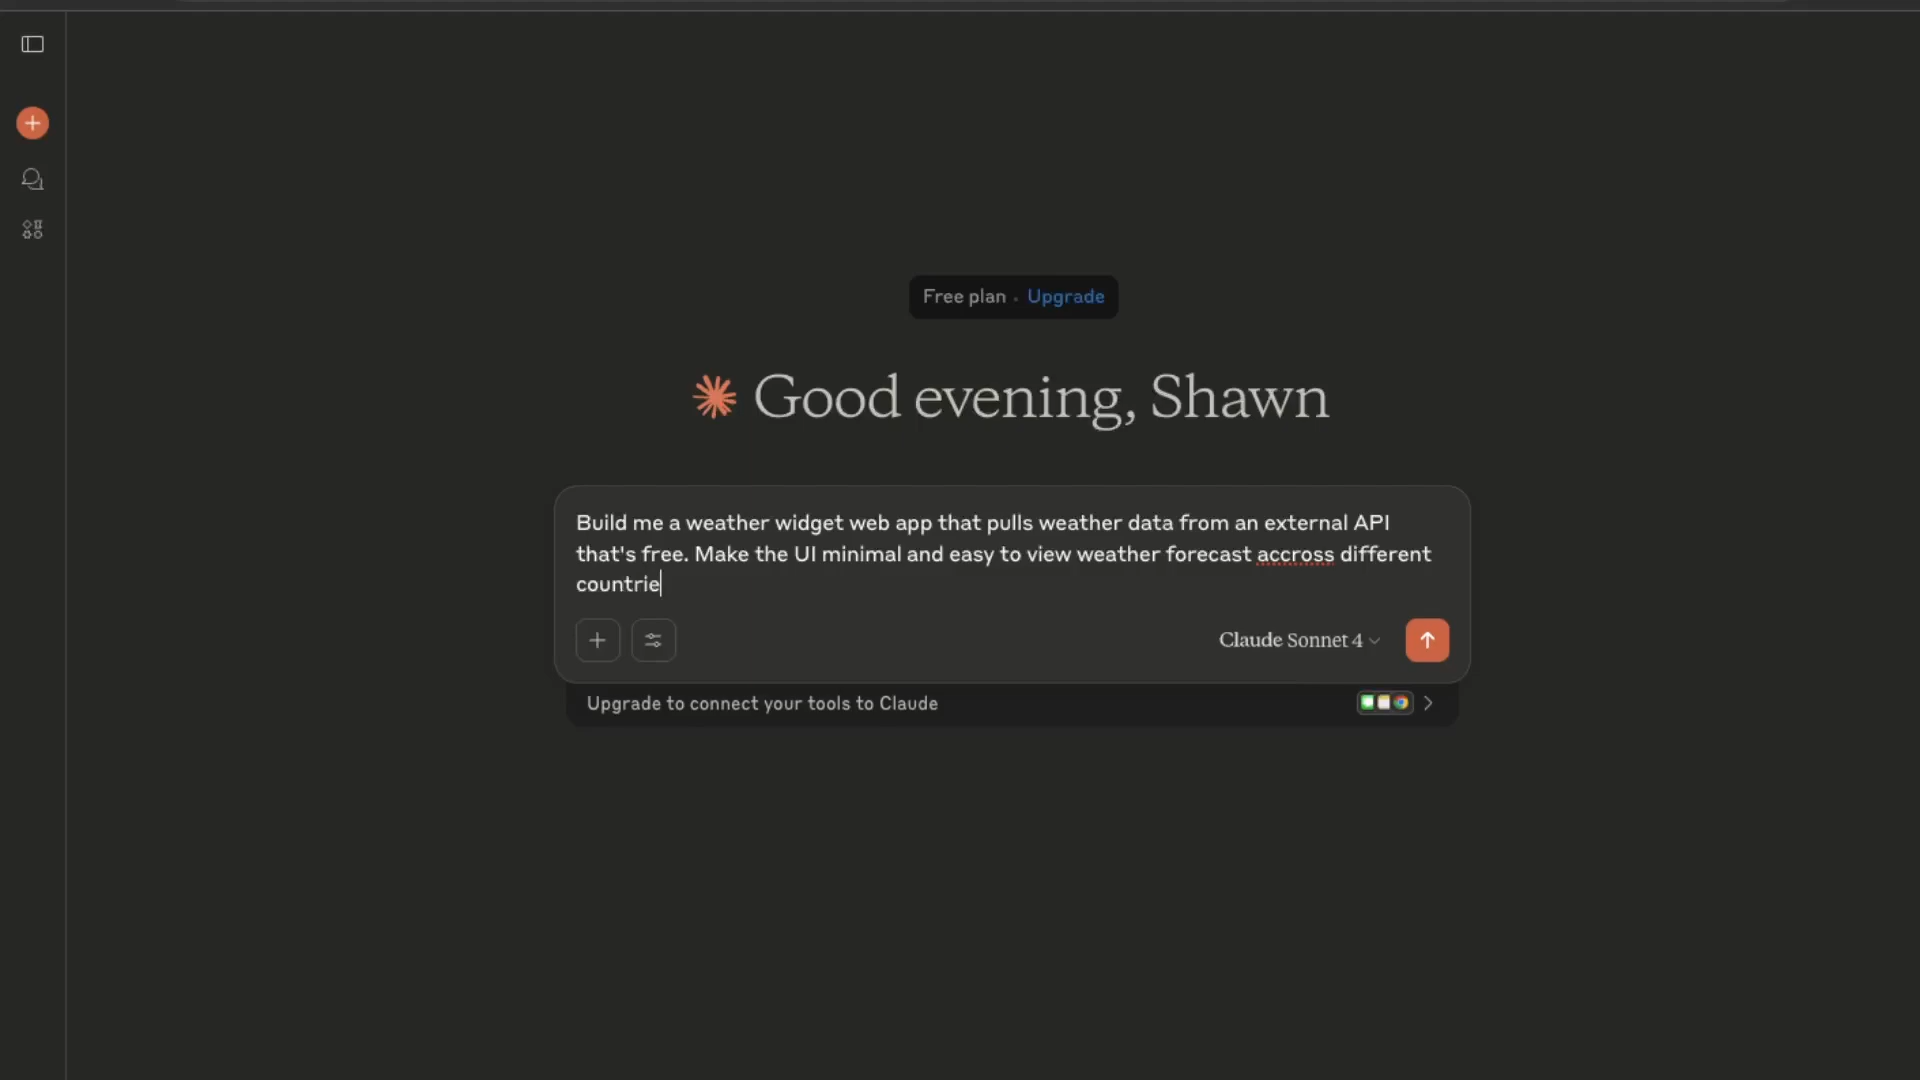 Free plan · Upgrade
Good evening, Shawn
Build me a weather widget web app that pulls weather data from an external API
that's free. Make the UI minimal and easy to view weather forecast accross different
countrie
Claude Sonnet 4
Upgrade to connect your tools to Claude